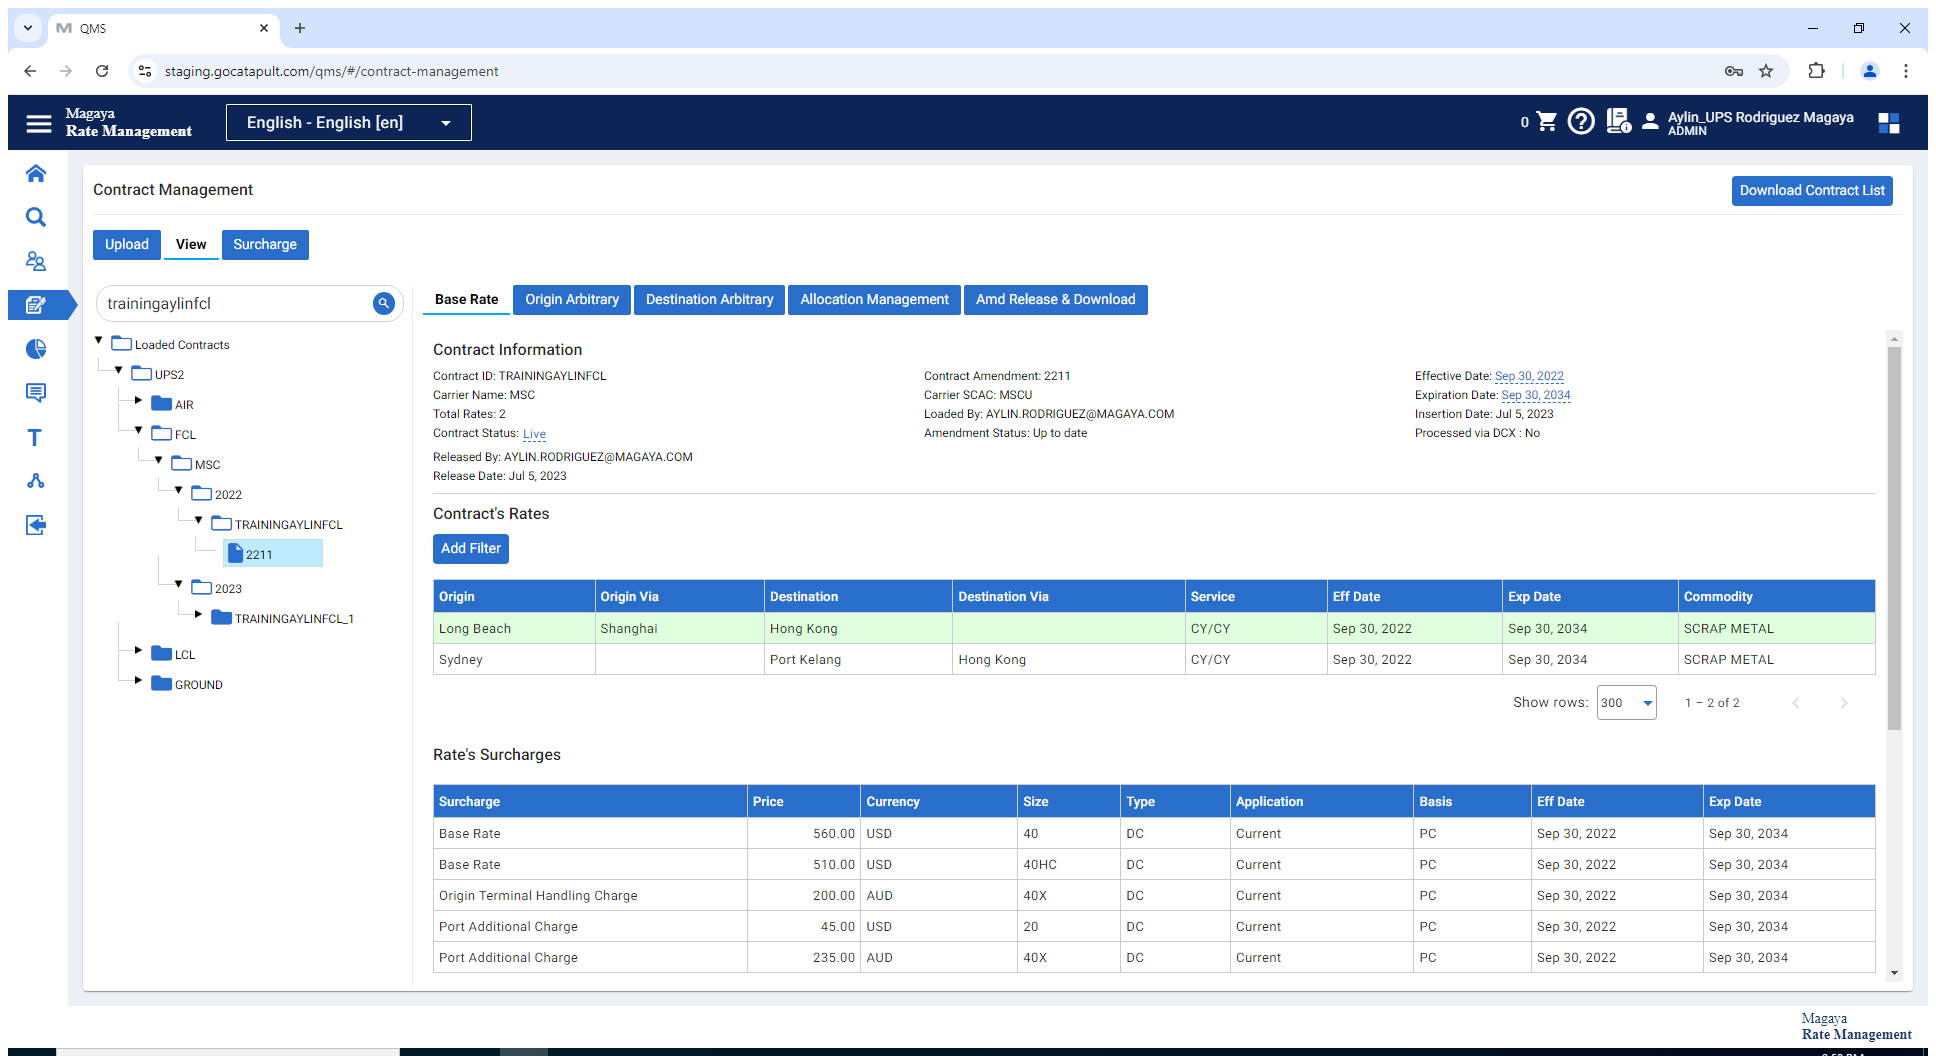 QMS
staging.gocatapult.com/qms/#/contract-management
Magaya
Rate Management
English - English [en]
0
Aylin_UPS Rodriguez Magaya
ADMIN
Contract Management
Download Contract List
Upload View Surcharge
trainingaylinfcl
Loaded Contracts
UPS2
AIR
FCL
MSC
2022
TRAININGAYLINFCL
2211
2023
TRAININGAYLINFCL_1
LCL
GROUND
Base Rate Origin Arbitrary Destination Arbitrary Allocation Management Amd Release & Download
Contract Information
Contract ID: TRAININGAYLINFCL Contract Amendment: 2211 Effective Date: Sep 30, 2022
Carrier Name: MSC Carrier SCAC: MSCU Expiration Date: Sep 30, 2034
Total Rates: 2 Loaded By: AYLIN.RODRIGUEZ@MAGAYA.COM Insertion Date: Jul 5, 2023
Contract Status: Live Amendment Status: Up to date Processed via DCX : No
Released By: AYLIN.RODRIGUEZ@MAGAYA.COM
Release Date: Jul 5, 2023
Contract's Rates
Add Filter
Origin Origin Via Destination Destination Via Service Eff Date Exp Date Commodity
Long Beach Shanghai Hong Kong CY/CY Sep 30, 2022 Sep 30, 2034 SCRAP METAL
Sydney Port Kelang Hong Kong CY/CY Sep 30, 2022 Sep 30, 2034 SCRAP METAL
Show rows: 300 1 – 2 of 2
Rate's Surcharges
Surcharge Price Currency Size Type Application Basis Eff Date Exp Date
Base Rate 560.00 USD 40 DC Current PC Sep 30, 2022 Sep 30, 2034
Base Rate 510.00 USD 40HC DC Current PC Sep 30, 2022 Sep 30, 2034
Origin Terminal Handling Charge 200.00 AUD 40X DC Current PC Sep 30, 2022 Sep 30, 2034
Port Additional Charge 45.00 USD 20 DC Current PC Sep 30, 2022 Sep 30, 2034
Port Additional Charge 235.00 AUD 40X DC Current PC Sep 30, 2022 Sep 30, 2034
Magaya
Rate Management